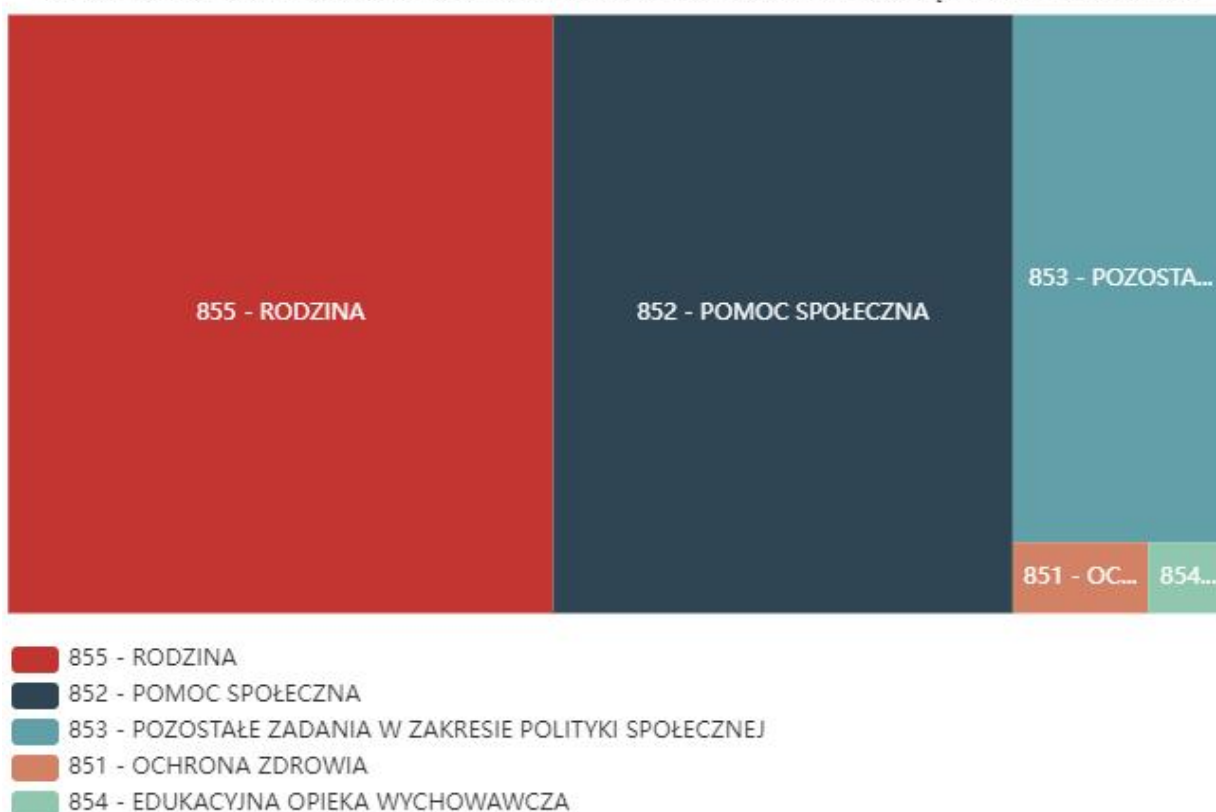 855 - RODZINA
852 - POMOC SPOŁECZNA
853 - POZOSTA...
851 - OC...
854...
855 - RODZINA
852 - POMOC SPOŁECZNA
853 - POZOSTAŁE ZADANIA W ZAKRESIE POLITYKI SPOŁECZNEJ
851 - OCHRONA ZDROWIA
854 - EDUKACYJNA OPIEKA WYCHOWAWCZA